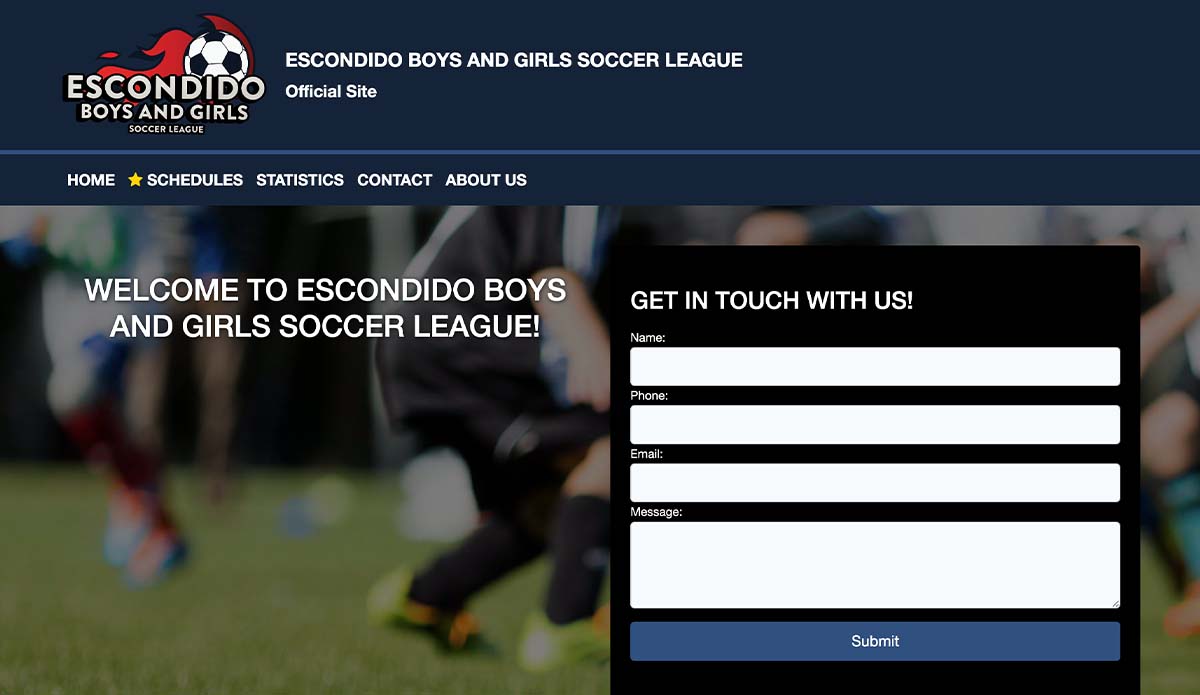 ESCONDIDO
BOYS AND GIRLS
SOCCER LEAGUE
ESCONDIDO BOYS AND GIRLS SOCCER LEAGUE
Official Site
HOME ⭐ SCHEDULES STATISTICS CONTACT ABOUT US
WELCOME TO ESCONDIDO BOYS
AND GIRLS SOCCER LEAGUE!
GET IN TOUCH WITH US!
Name:
Phone:
Email:
Message:
Submit